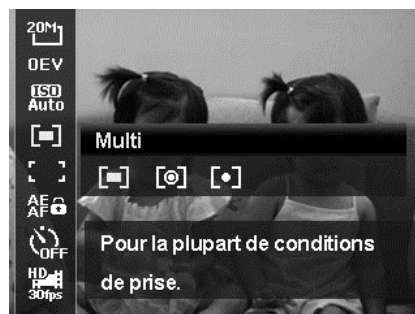 20M
0EV
ISO
Auto
Multi
AE
AF
OFF
Pour la plupart de conditions
de prise.
HD
30fps